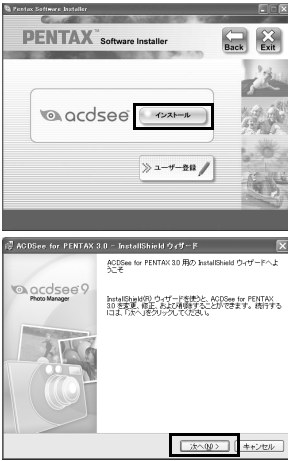 Pentax Software Installer
PENTAX™ Software Installer
Back
Exit
acdsee
インストール
ユーザー登録
ACDSee for PENTAX 3.0 - InstallShield ウィザード
ACDSee for PENTAX 3.0 用の InstallShield ウィザードへよ
うこそ
acdsee 9
Photo Manager
InstallShield(R) ウィザードを使うと、ACDSee for PENTAX
3.0 を変更、修正、および削除することができます。続行する
には、「次へ」をクリックしてください。
次へ(N) >
キャンセル